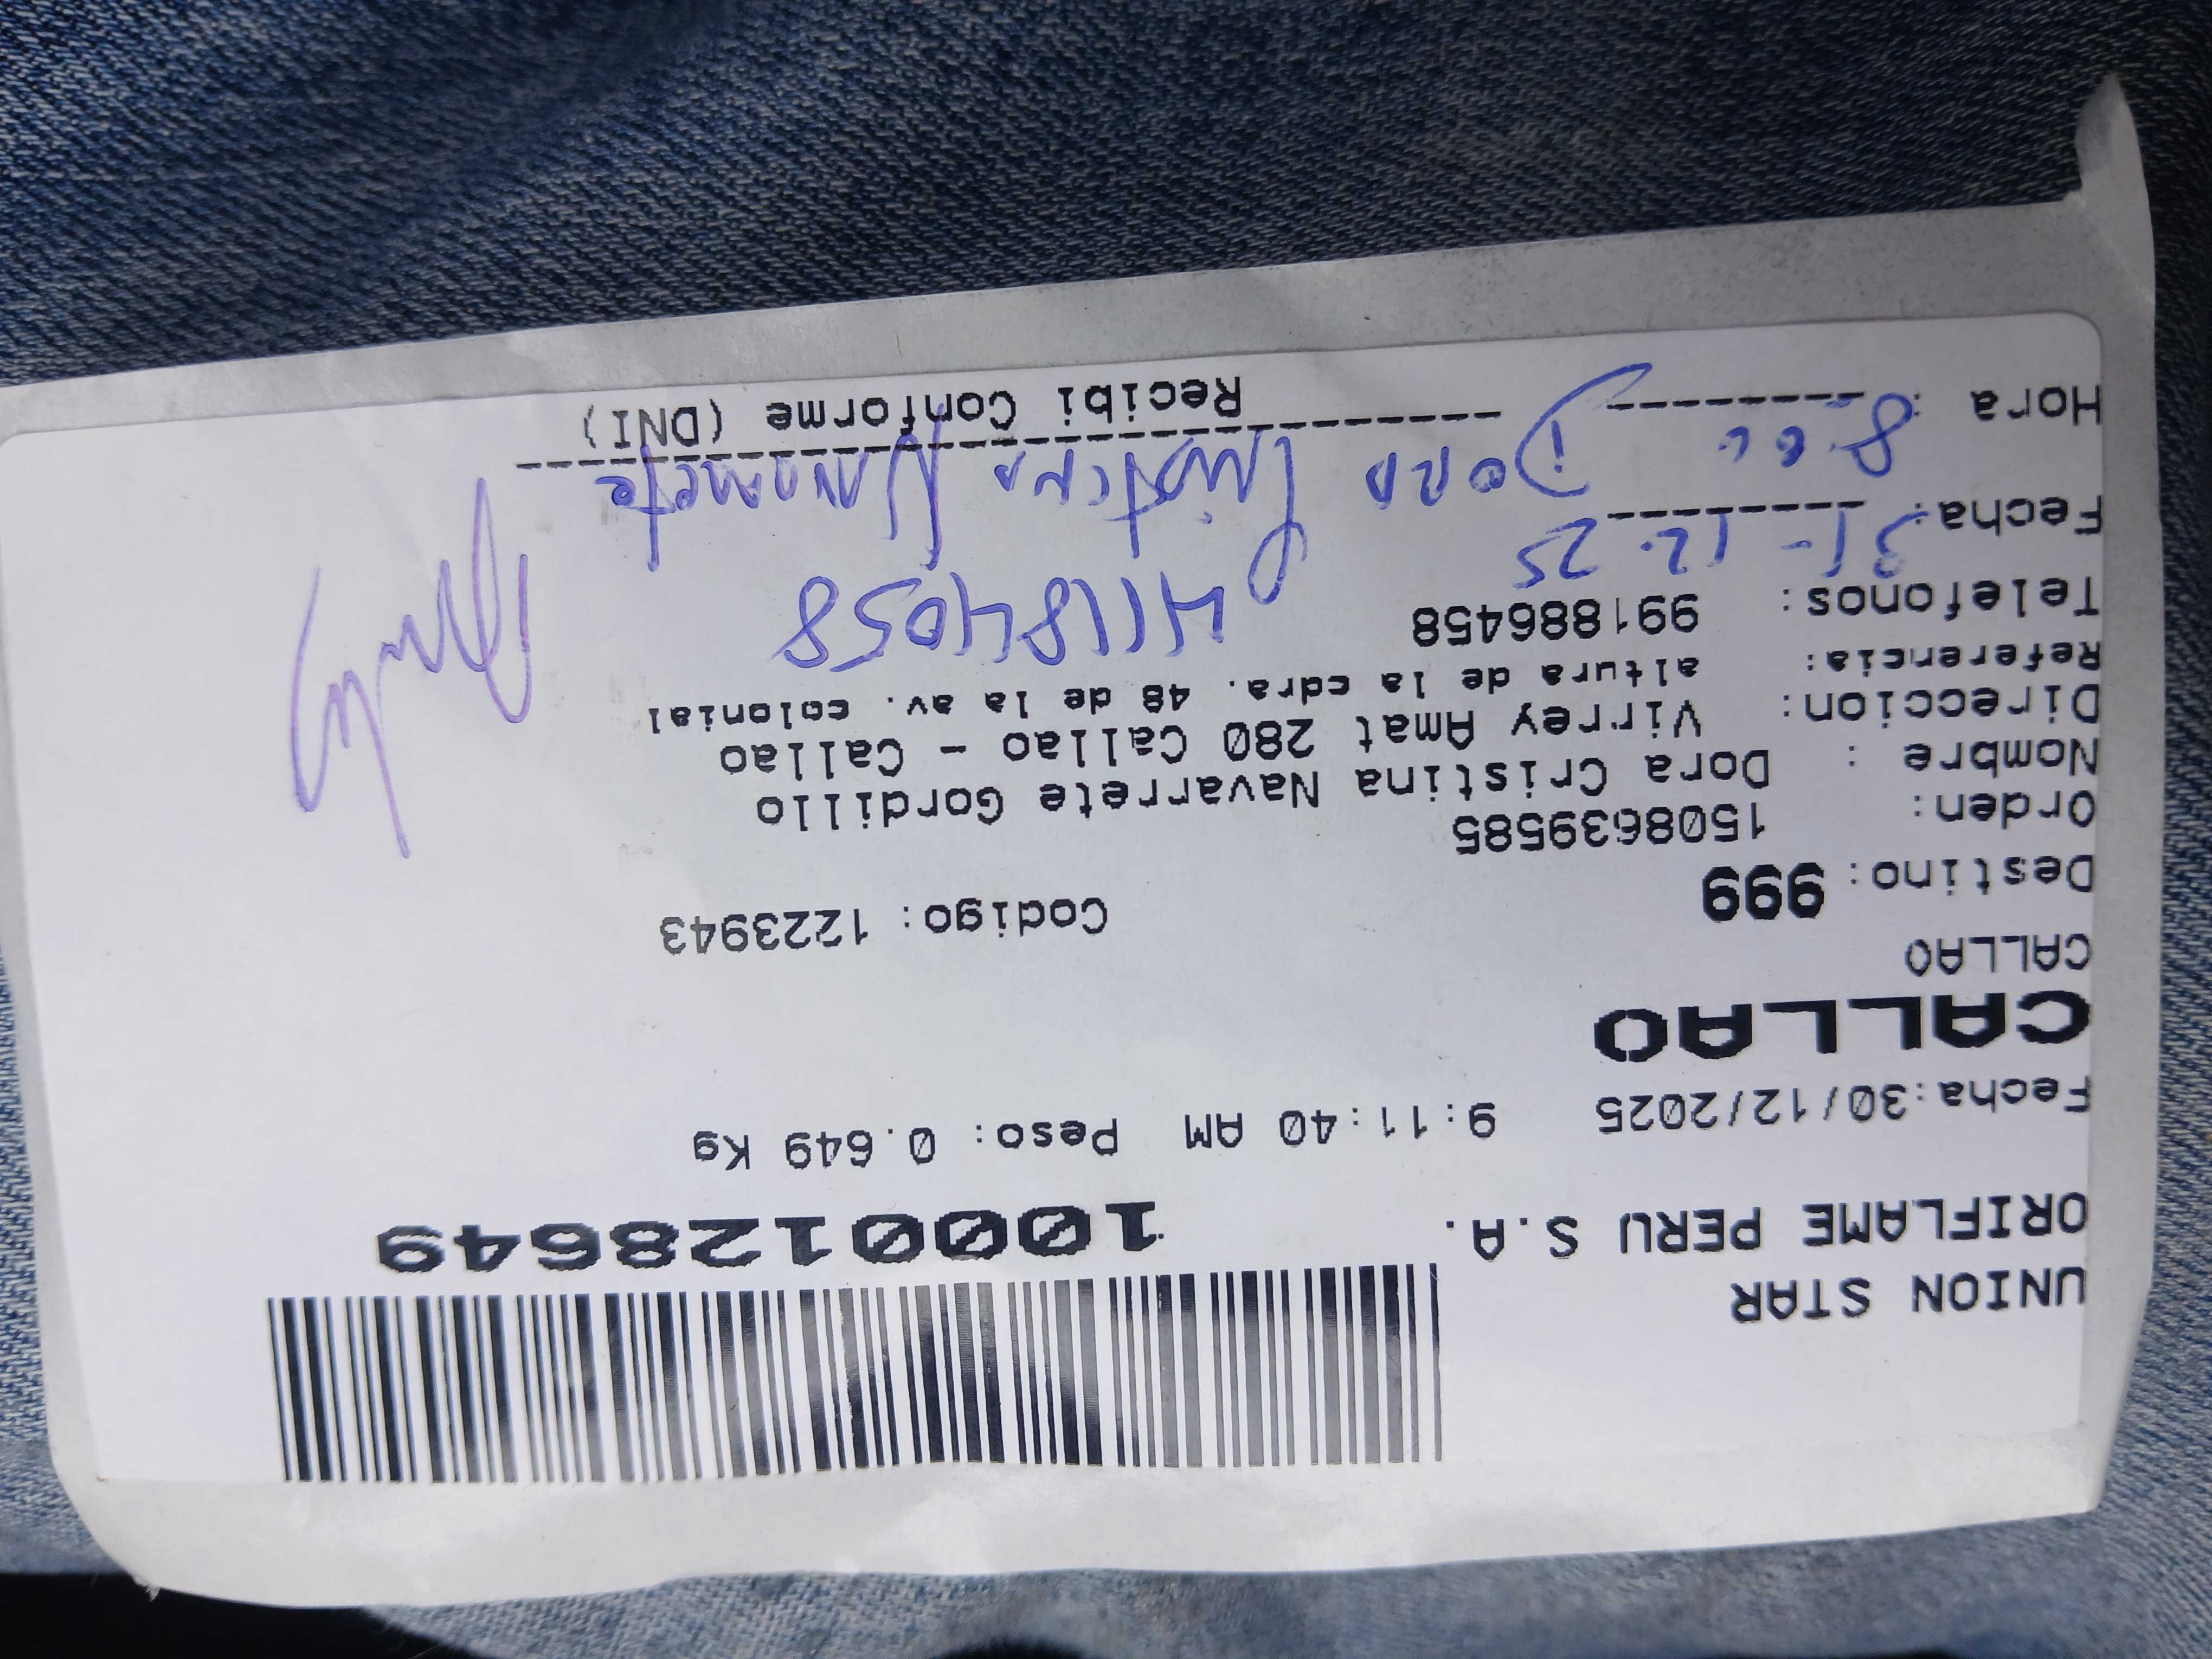 UNION STAR
ORIFLAME PERU S.A.
1000128649
Fecha:30/12/2025 9:11:40 AM Peso: 0.649 Kg
CALLAO
CALLAO
Destino: 999 Codigo: 1223943
Orden: 1508639585
Nombre : Dora Cristina Navarrete Gordillo
Direccion: Virrey Amat 280 Callao - Callao
Referencia: altura de la cdra. 48 de la av. colonial
Telefonos: 991886458
41184058
Fecha: 31-12-25
Dora Cristina Navarrete
Hora : 8:00
Recibi Conforme (DNI)